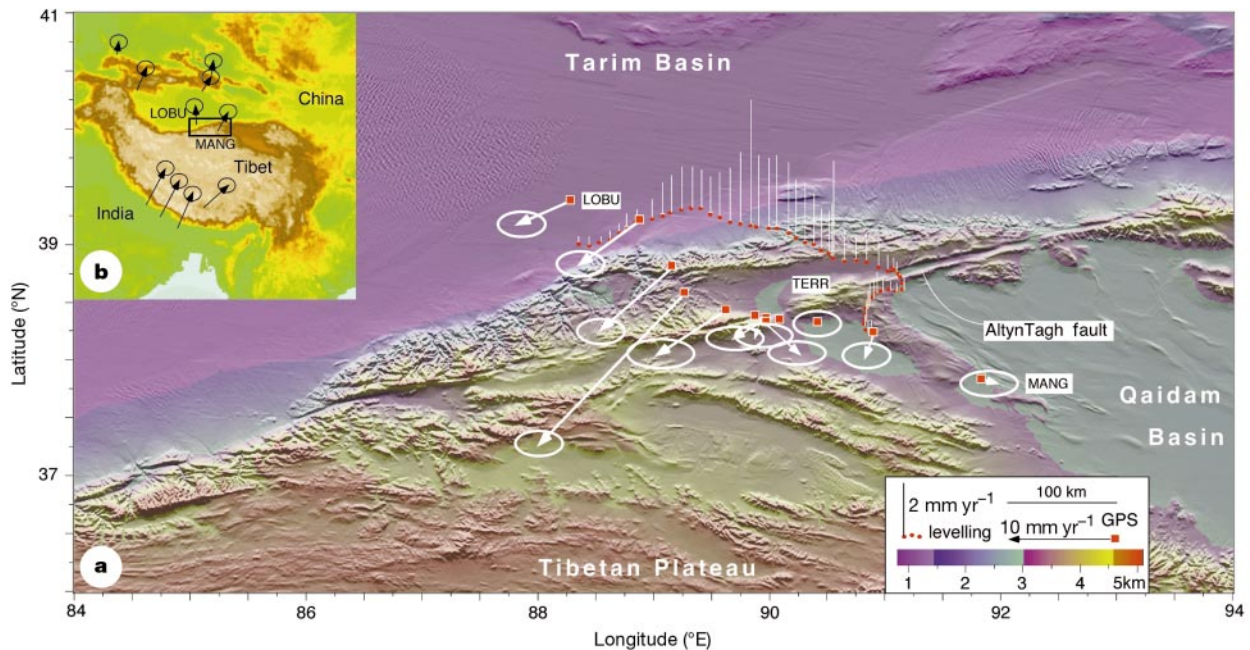 41
39
37
Latitude (°N)
Tarim Basin
China
LOBU
MANG
Tibet
India
b
LOBU
TERR
AltynTagh fault
MANG
Qaidam
Basin
2 mm yr⁻¹
100 km
levelling
10 mm yr⁻¹
GPS
1 2 3 4 5km
a
Tibetan Plateau
84 86 88 90 92 94
Longitude (°E)